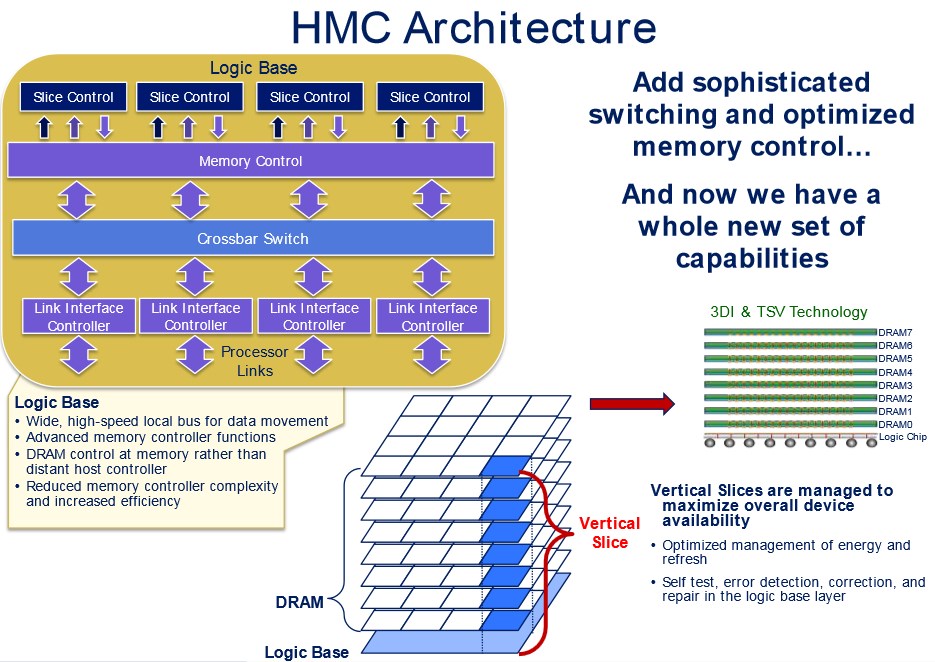 HMC Architecture
Logic Base
Slice Control
Slice Control
Slice Control
Slice Control
Memory Control
Crossbar Switch
Link Interface
Controller
Link Interface
Controller
Link Interface
Controller
Link Interface
Controller
Processor
Links
Logic Base
• Wide, high-speed local bus for data movement
• Advanced memory controller functions
• DRAM control at memory rather than
distant host controller
• Reduced memory controller complexity
and increased efficiency
Add sophisticated
switching and optimized
memory control…
And now we have a
whole new set of
capabilities
3DI & TSV Technology
DRAM7
DRAM6
DRAM5
DRAM4
DRAM3
DRAM2
DRAM1
DRAM0
Logic Chip
DRAM
Logic Base
Vertical
Slice
Vertical Slices are managed to
maximize overall device
availability
• Optimized management of energy and
refresh
• Self test, error detection, correction, and
repair in the logic base layer